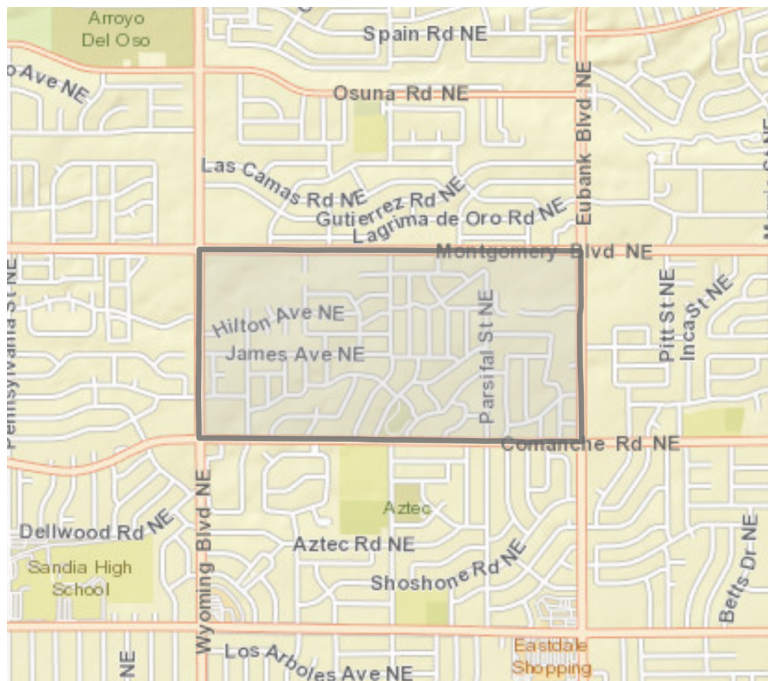 Arroyo
Del Oso
Spain Rd NE
o Ave NE
Osuna Rd NE
Eubank Blvd NE
Las Camas Rd NE
Gutierrez Rd NE
Lagrima de Oro Rd NE
Montgomery Blvd NE
Pennsylvania St NE
Hilton Ave NE
James Ave NE
Parsifal St NE
Pitt St NE
Inca St NE
Comanche Rd NE
Wyoming Blvd NE
Aztec
Dellwood Rd NE
Aztec Rd NE
Sandia High
School
Shoshone Rd NE
Betts Dr NE
Los Arboles Ave NE
NE
Eastdale
Shopping